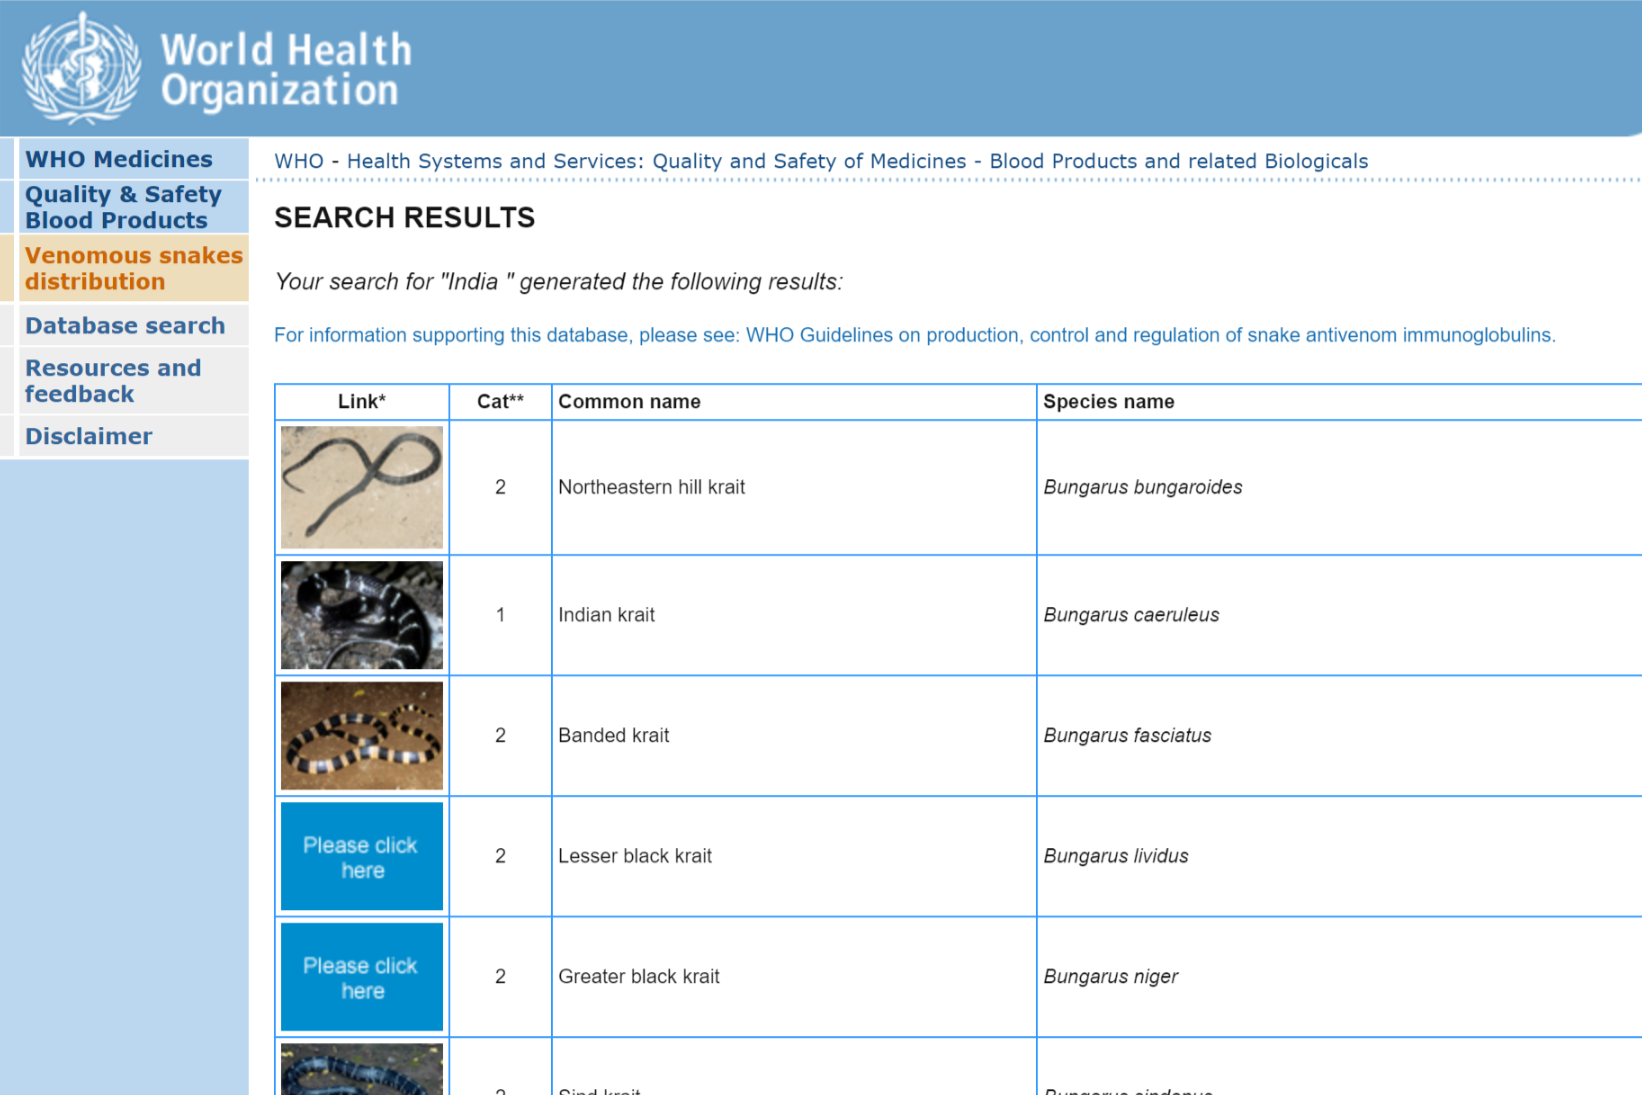 World Health
Organization
WHO Medicines
Quality & Safety
Blood Products
Venomous snakes
distribution
Database search
Resources and
feedback
Disclaimer
WHO - Health Systems and Services: Quality and Safety of Medicines - Blood Products and related Biologicals
SEARCH RESULTS
Your search for "India " generated the following results:
For information supporting this database, please see: WHO Guidelines on production, control and regulation of snake antivenom immunoglobulins.
Link* Cat** Common name Species name
2 Northeastern hill krait Bungarus bungaroides
1 Indian krait Bungarus caeruleus
2 Banded krait Bungarus fasciatus
Please click
here
2 Lesser black krait Bungarus lividus
Please click
here
2 Greater black krait Bungarus niger
Sind krait Bungarus sindanus